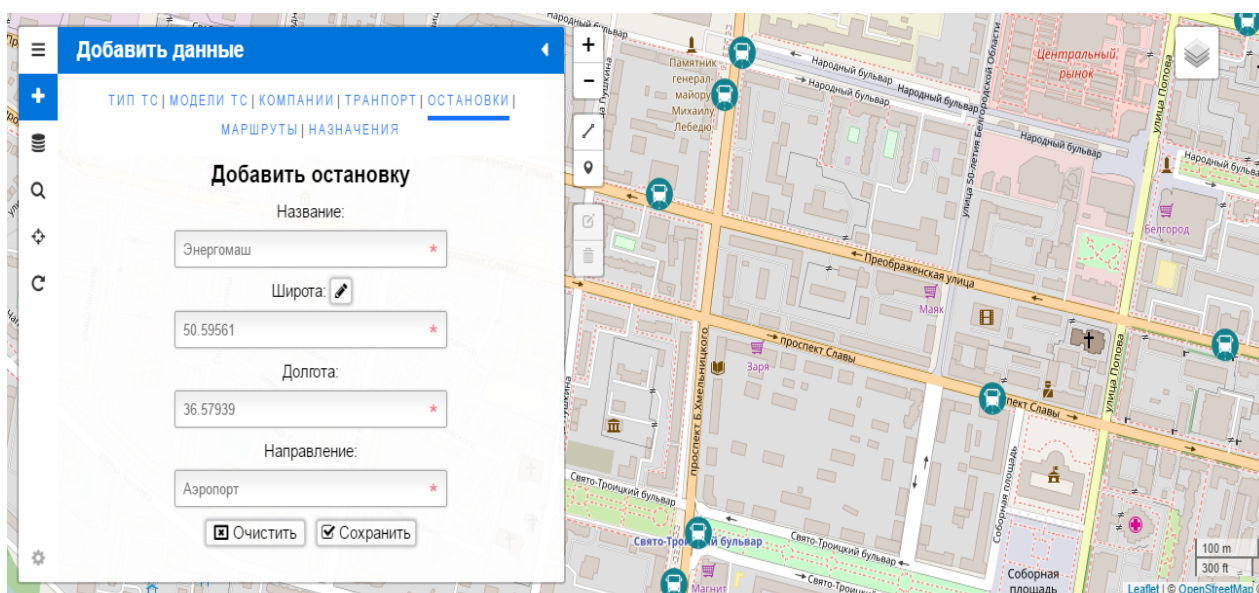 Добавить данные
ТИП ТС | МОДЕЛИ ТС | КОМПАНИИ | ТРАНПОРТ | ОСТАНОВКИ |
МАРШРУТЫ | НАЗНАЧЕНИЯ
Добавить остановку
Название:
Энергомаш *
Широта:
50.59561 *
Долгота:
36.57939 *
Направление:
Аэропорт *
Очистить Сохранить
+
−
Народный бульвар
Памятник
генерал-
майору
Михаилу
Лебедю
Народный бульвар
Народный бульвар
Народный бульвар
Народный бульвар
Народный бульвар
улица 50-летия Белгородской Области
Центральный
рынок
улица Попова
Белгород
Преображенская улица
Маяк
проспект Славы
Заря
проспект Б.Хмельницкого
улица Попова
пект Славы
Соборная площадь
Свято-Троицкий бульвар
Свято-Тро й бульвар
Свято-Троицкий бульвар
Свято-Троицкий
Магнит
Соборная
площадь
100 m
300 ft
Leaflet | © OpenStreetMap